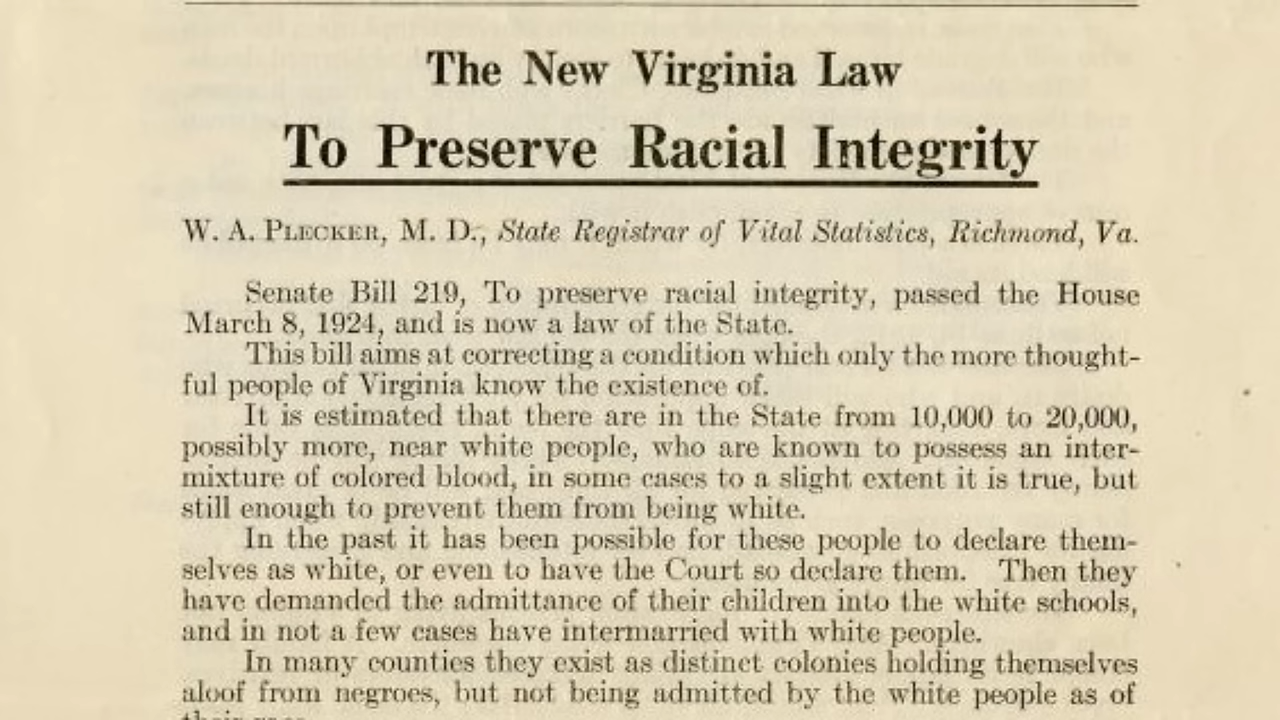 The New Virginia Law
To Preserve Racial Integrity
W. A. PLECKER, M. D., State Registrar of Vital Statistics, Richmond, Va.
Senate Bill 219, To preserve racial integrity, passed the House
March 8, 1924, and is now a law of the State.
This bill aims at correcting a condition which only the more thought-
ful people of Virginia know the existence of.
It is estimated that there are in the State from 10,000 to 20,000,
possibly more, near white people, who are known to possess an inter-
mixture of colored blood, in some cases to a slight extent it is true, but
still enough to prevent them from being white.
In the past it has been possible for these people to declare them-
selves as white, or even to have the Court so declare them. Then they
have demanded the admittance of their children into the white schools,
and in not a few cases have intermarried with white people.
In many counties they exist as distinct colonies holding themselves
aloof from negroes, but not being admitted by the white people as of